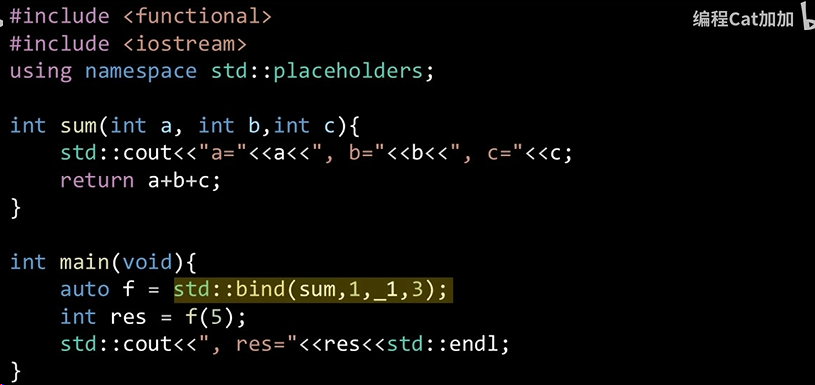 #include <functional>
编程Cat加加
#include <iostream>
using namespace std::placeholders;
int sum(int a, int b,int c){
std::cout<<"a="<<a<<", b="<<b<<", c="<<c;
return a+b+c;
}
int main(void){
auto f = std::bind(sum,1,_1,3);
int res = f(5);
std::cout<<", res="<<res<<std::endl;
}